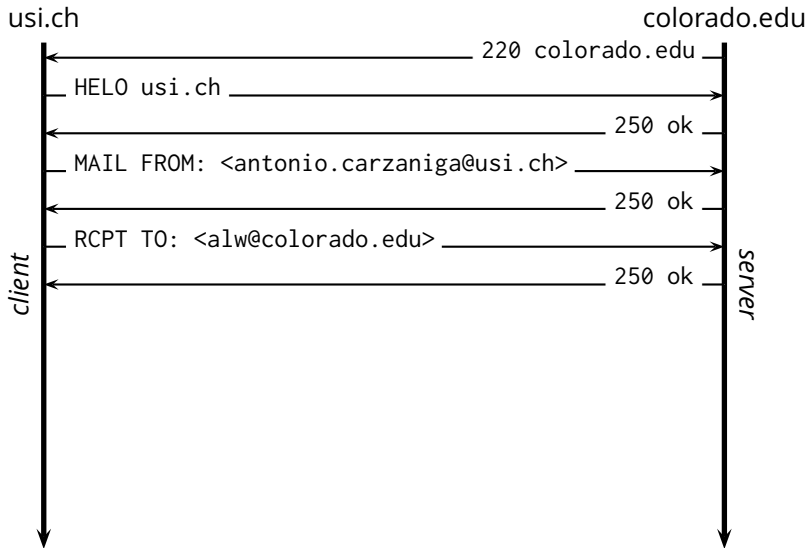 usi.ch
colorado.edu
220 colorado.edu
HELO usi.ch
250 ok
MAIL FROM: <antonio.carzaniga@usi.ch>
250 ok
RCPT TO: <alw@colorado.edu>
250 ok
client
server